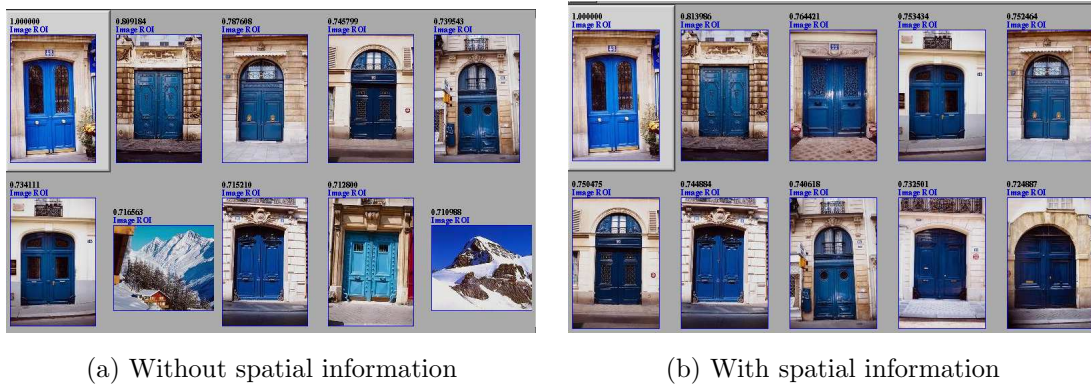 1.000000
Image ROI
0.809184
Image ROI
0.787608
Image ROI
0.745799
Image ROI
0.739543
Image ROI
0.734111
Image ROI
0.716563
Image ROI
0.715210
Image ROI
0.712800
Image ROI
0.710988
Image ROI
(a) Without spatial information
1.000000
Image ROI
0.813986
Image ROI
0.764421
Image ROI
0.753434
Image ROI
0.752464
Image ROI
0.750475
Image ROI
0.744884
Image ROI
0.740618
Image ROI
0.732501
Image ROI
0.724887
Image ROI
(b) With spatial information